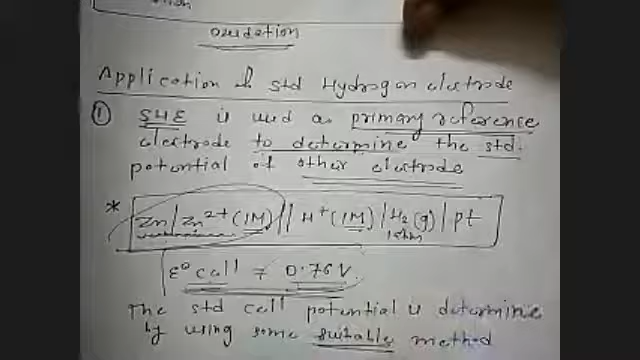 oxidation
Application of std Hydrogen electrode
① SHE is used as primary reference
electrode to determine the std.
potential of other electrode
* Zn | Zn²⁺ (1M) || H⁺ (1M) | H₂ (g) | pt
1atm
E° cell = 0.76 V.
The std cell potential is determine
by using some suitable method